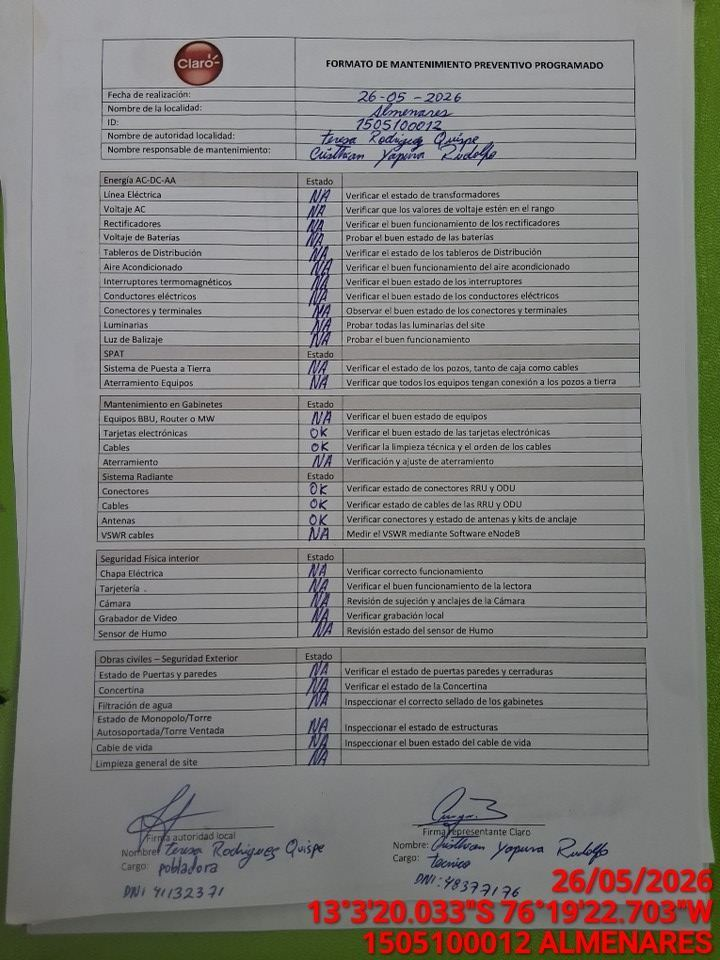 Claro
FORMATO DE MANTENIMIENTO PREVENTIVO PROGRAMADO
Fecha de realización: 26-05-2026
Nombre de la localidad: Almenares
ID: 1505100012
Nombre de autoridad localidad: teresa Rodriguez Quispe
Nombre responsable de mantenimiento: Cristhian Yapura Rudolfo
Energía AC-DC-AA Estado
Línea Eléctrica NA Verificar el estado de transformadores
Voltaje AC NA Verificar que los valores de voltaje estén en el rango
Rectificadores NA Verificar el buen funcionamiento de los rectificadores
Voltaje de Baterías NA Probar el buen estado de las baterías
Tableros de Distribución NA Verificar el estado de los tableros de Distribución
Aire Acondicionado NA Verificar el buen funcionamiento del aire acondicionado
Interruptores termomagnéticos NA Verificar el buen estado de los interruptores
Conductores eléctricos NA Verificar el buen estado de los conductores eléctricos
Conectores y terminales NA Observar el buen estado de los conectores y terminales
Luminarias NA Probar todas las luminarias del site
Luz de Balizaje NA Probar el buen funcionamiento
SPAT Estado
Sistema de Puesta a Tierra NA Verificar el estado de los pozos, tanto de caja como cables
Aterramiento Equipos NA Verificar que todos los equipos tengan conexión a los pozos a tierra
Mantenimiento en Gabinetes Estado
Equipos BBU, Router o MW NA Verificar el buen estado de equipos
Tarjetas electrónicas OK Verificar el buen estado de las tarjetas electrónicas
Cables OK Verificar la limpieza técnica y el orden de los cables
Aterramiento NA Verificación y ajuste de aterramiento
Sistema Radiante Estado
Conectores OK Verificar estado de conectores RRU y ODU
Cables OK Verificar estado de cables de las RRU y ODU
Antenas OK Verificar conectores y estado de antenas y kits de anclaje
VSWR cables NA Medir el VSWR mediante Software eNodeB
Seguridad Física interior Estado
Chapa Eléctrica NA Verificar correcto funcionamiento
Tarjetería . NA Verificar el buen funcionamiento de la lectora
Cámara NA Revisión de sujeción y anclajes de la Cámara
Grabador de Video NA Verificar grabación local
Sensor de Humo NA Revisión estado del sensor de Humo
Obras civiles – Seguridad Exterior Estado
Estado de Puertas y paredes NA Verificar el estado de puertas paredes y cerraduras
Concertina NA Verificar el estado de la Concertina
Filtración de agua NA Inspeccionar el correcto sellado de los gabinetes
Estado de Monopolo/Torre
Autosoportada/Torre Ventada NA Inspeccionar el estado de estructuras
Cable de vida NA Inspeccionar el buen estado del cable de vida
Limpieza general de site NA
Firma autoridad local
Nombre: teresa Rodrigues Quispe
Cargo: pobladora
DNI 41132371
Firma representante Claro
Nombre: Cristhian Yapura Rudolfo
Cargo: tecnico
DNI: 48377176
26/05/2026
13°3'20.033"S 76°19'22.703"W
1505100012 ALMENARES